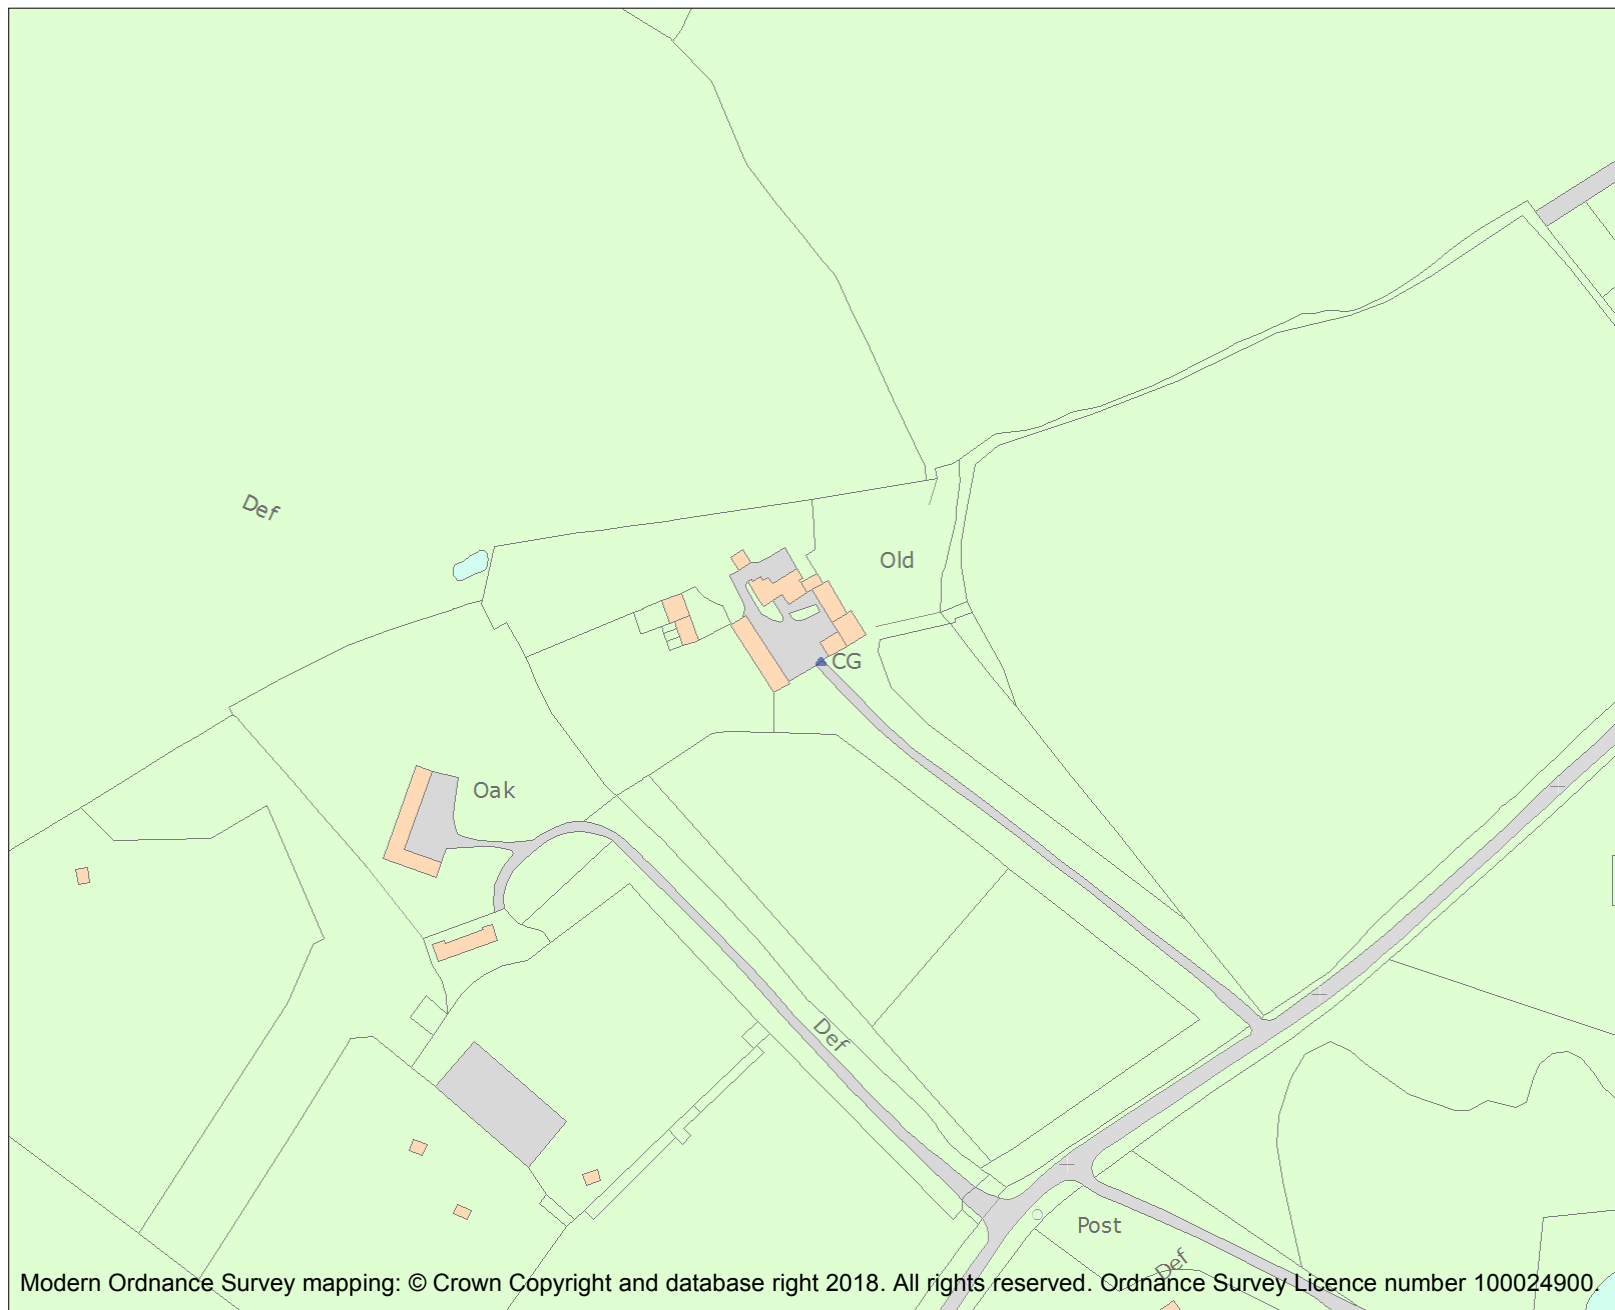 Def
Old
CG
Oak
Def
Post
Def
Modern Ordnance Survey mapping: © Crown Copyright and database right 2018. All rights reserved. Ordnance Survey Licence number 100024900.